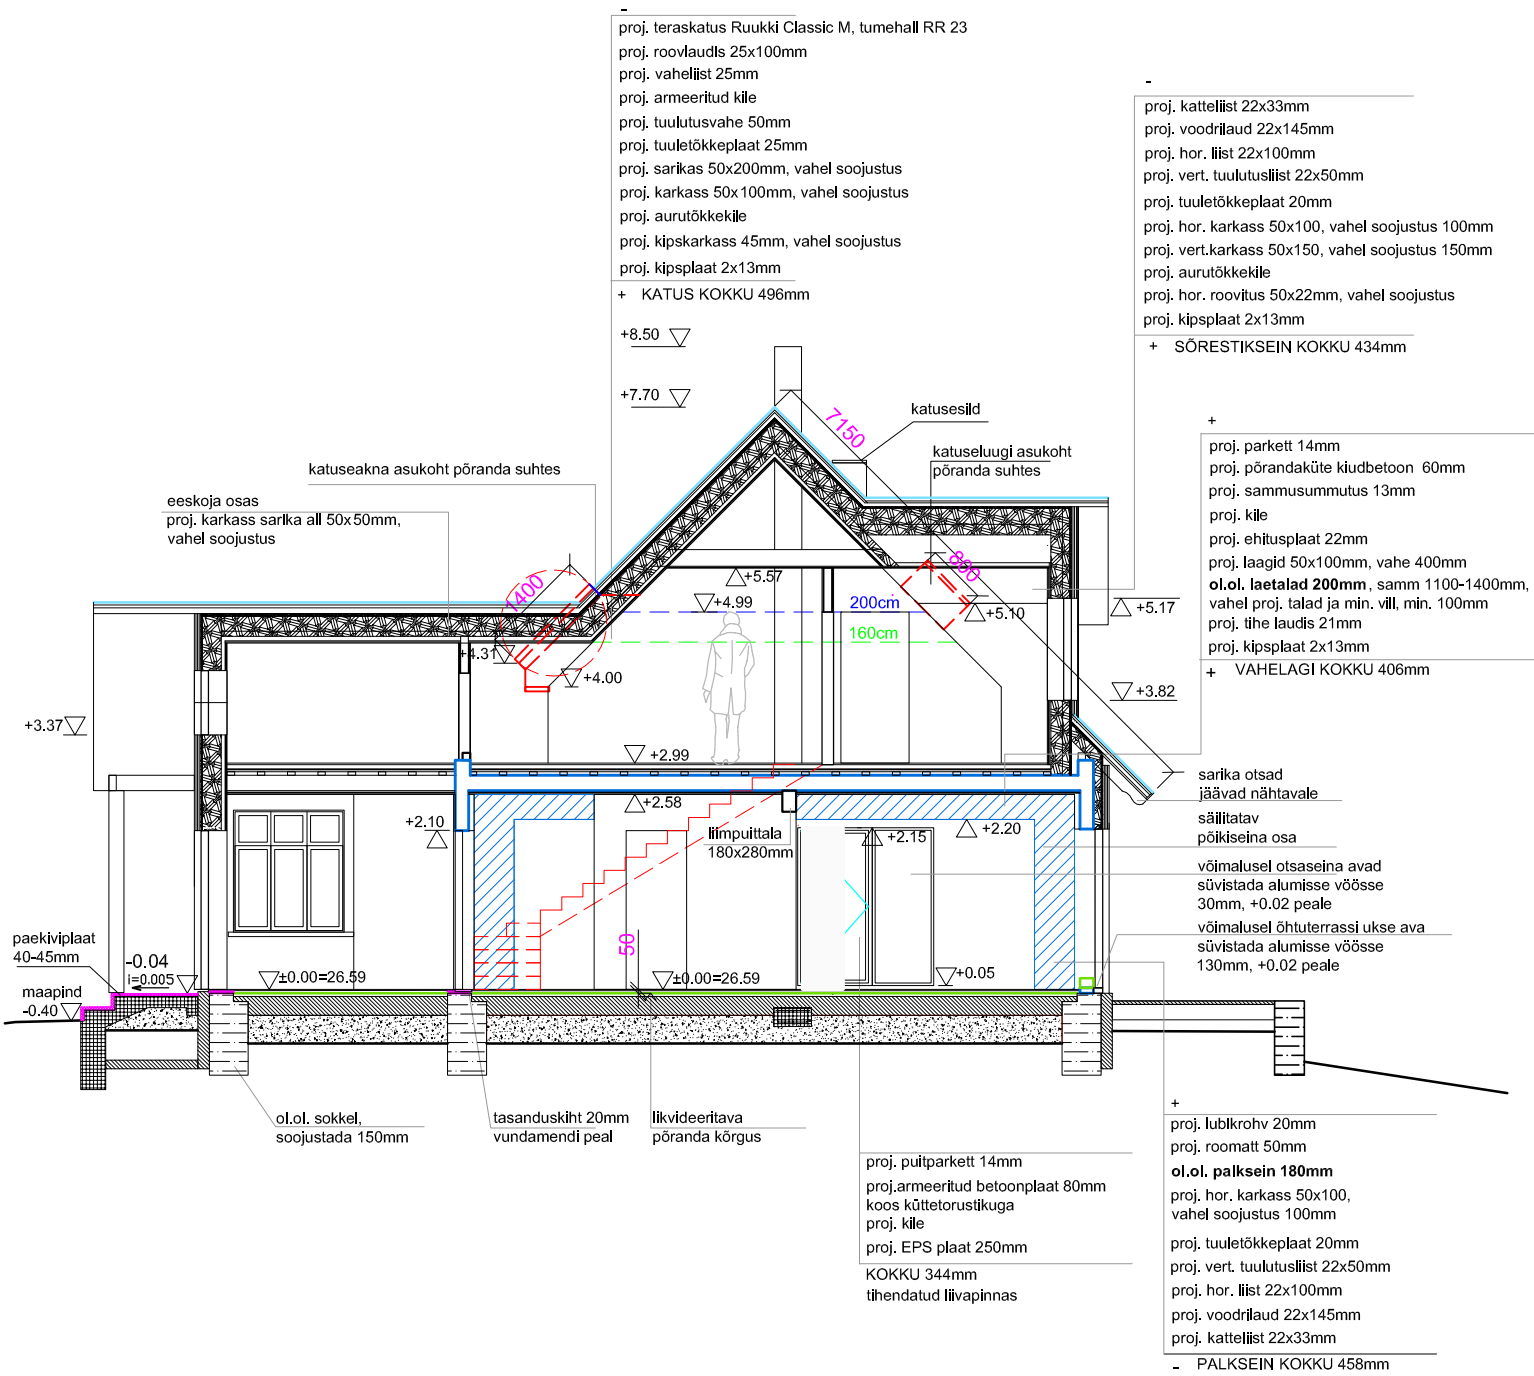 -
proj. teraskatus Ruukki Classic M, tumehall RR 23
proj. roovlaudis 25x100mm
proj. vaheliist 25mm
proj. armeeritud kile
proj. tuulutusvahe 50mm
proj. tuuletõkkeplaat 25mm
proj. sarikas 50x200mm, vahel soojustus
proj. karkass 50x100mm, vahel soojustus
proj. aurutõkkekile
proj. kipskarkass 45mm, vahel soojustus
proj. kipsplaat 2x13mm
+ KATUS KOKKU 496mm
-
proj. katteliist 22x33mm
proj. voodrilaud 22x145mm
proj. hor. liist 22x100mm
proj. vert. tuulutusliist 22x50mm
proj. tuuletõkkeplaat 20mm
proj. hor. karkass 50x100, vahel soojustus 100mm
proj. vert.karkass 50x150, vahel soojustus 150mm
proj. aurutõkkekile
proj. hor. roovitus 50x22mm, vahel soojustus
proj. kipsplaat 2x13mm
+ SÕRESTIKSEIN KOKKU 434mm
+
proj. parkett 14mm
proj. põrandaküte kiudbetoon 60mm
proj. sammusummutus 13mm
proj. kile
proj. ehitusplaat 22mm
proj. laagid 50x100mm, vahe 400mm
ol.ol. laetalad 200mm, samm 1100-1400mm,
vahel proj. talad ja min. vill, min. 100mm
proj. tihe laudis 21mm
proj. kipsplaat 2x13mm
+ VAHELAGI KOKKU 406mm
+8.50
+7.70
7150
katusesild
katuseluugi asukoht
põranda suhtes
katuseakna asukoht põranda suhtes
eeskoja osas
proj. karkass sarika all 50x50mm,
vahel soojustus
1400
800
+5.57
+4.99
200cm
160cm
+5.10
+5.17
+4.31
+4.00
+3.82
+3.37
+2.99
+2.58
+2.10
liimpuittala
180x280mm
+2.15
+2.20
sarika otsad
jäävad nähtavale
säilitatav
põikiseina osa
võimalusel otsaseina avad
süvistada alumisse vöösse
30mm, +0.02 peale
võimalusel õhtuterrassi ukse ava
süvistada alumisse vöösse
130mm, +0.02 peale
paekiviplaat
40-45mm
-0.04
i=0.005
maapind
-0.40
±0.00=26.59
50
±0.00=26.59
+0.05
ol.ol. sokkel,
soojustada 150mm
tasanduskiht 20mm
vundamendi peal
likvideeritava
põranda kõrgus
proj. puitparkett 14mm
proj.armeeritud betoonplaat 80mm
koos küttetorustikuga
proj. kile
proj. EPS plaat 250mm
KOKKU 344mm
tihendatud liivapinnas
+
proj. lubikrohv 20mm
proj. roomatt 50mm
ol.ol. palksein 180mm
proj. hor. karkass 50x100,
vahel soojustus 100mm
proj. tuuletõkkeplaat 20mm
proj. vert. tuulutusliist 22x50mm
proj. hor. liist 22x100mm
proj. voodrilaud 22x145mm
proj. katteliist 22x33mm
- PALKSEIN KOKKU 458mm